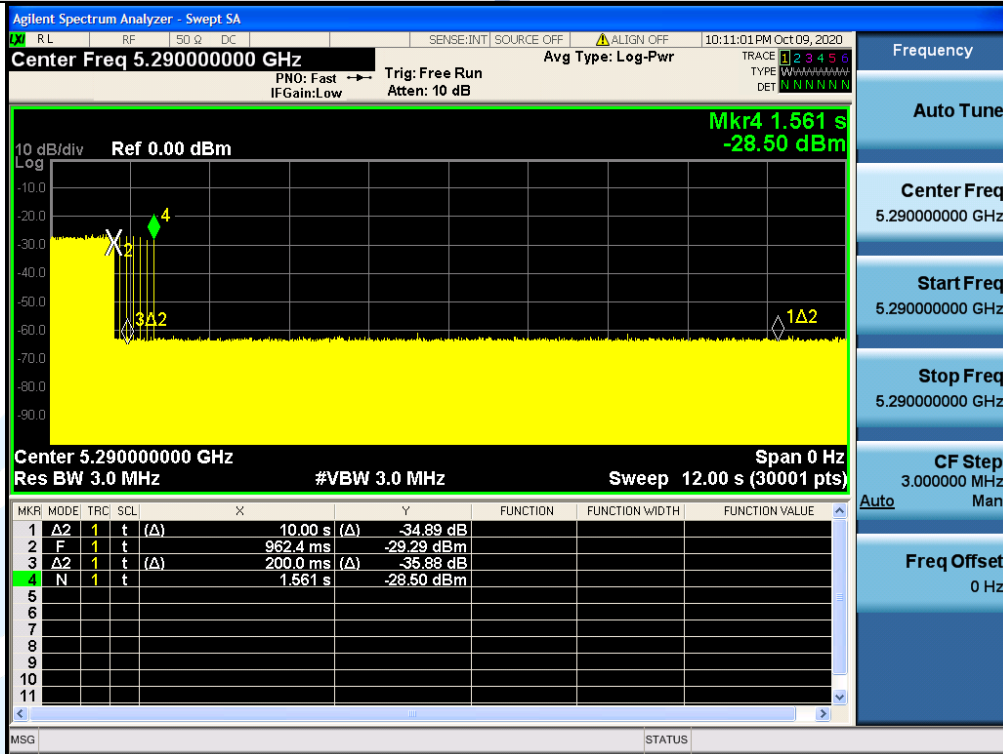 Agilent Spectrum Analyzer - Swept SA
LXI RL RF 50 Ω DC SENSE:INT SOURCE OFF ALIGN OFF 10:11:01 PM Oct 09, 2020
Center Freq 5.290000000 GHz
PNO: Fast
IFGain:Low
Trig: Free Run
Atten: 10 dB
Avg Type: Log-Pwr
TRACE 1 2 3 4 5 6
TYPE WWWWWW
DET N N N N N N
Mkr4 1.561 s
-28.50 dBm
10 dB/div Ref 0.00 dBm
Log
-10.0
-20.0
-30.0
-40.0
-50.0
-60.0
-70.0
-80.0
-90.0
4
2
3Δ2
1Δ2
Center 5.290000000 GHz Span 0 Hz
Res BW 3.0 MHz #VBW 3.0 MHz Sweep 12.00 s (30001 pts)
MKR MODE TRC SCL X Y FUNCTION FUNCTION WIDTH FUNCTION VALUE
1 Δ2 1 t (Δ) 10.00 s (Δ) -34.89 dB
2 F 1 t 962.4 ms -29.29 dBm
3 Δ2 1 t (Δ) 200.0 ms (Δ) -35.88 dB
4 N 1 t 1.561 s -28.50 dBm
5
6
7
8
9
10
11
MSG STATUS
Frequency
Auto Tune
Center Freq
5.290000000 GHz
Start Freq
5.290000000 GHz
Stop Freq
5.290000000 GHz
CF Step
3.000000 MHz
Auto Man
Freq Offset
0 Hz